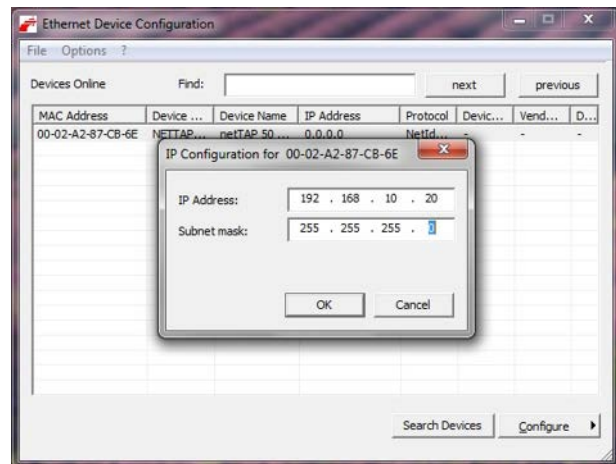 Ethernet Device Configuration
File Options ?
Devices Online Find: next previous
MAC Address Device ... Device Name IP Address Protocol Devic... Vend... D...
00-02-A2-87-CB-6E NETTAP... netTAP 50 ... 0.0.0.0 NetId... - - -
IP Configuration for 00-02-A2-87-CB-6E
IP Address: 192 . 168 . 10 . 20
Subnet mask: 255 . 255 . 255 . 0
OK Cancel
Search Devices Configure